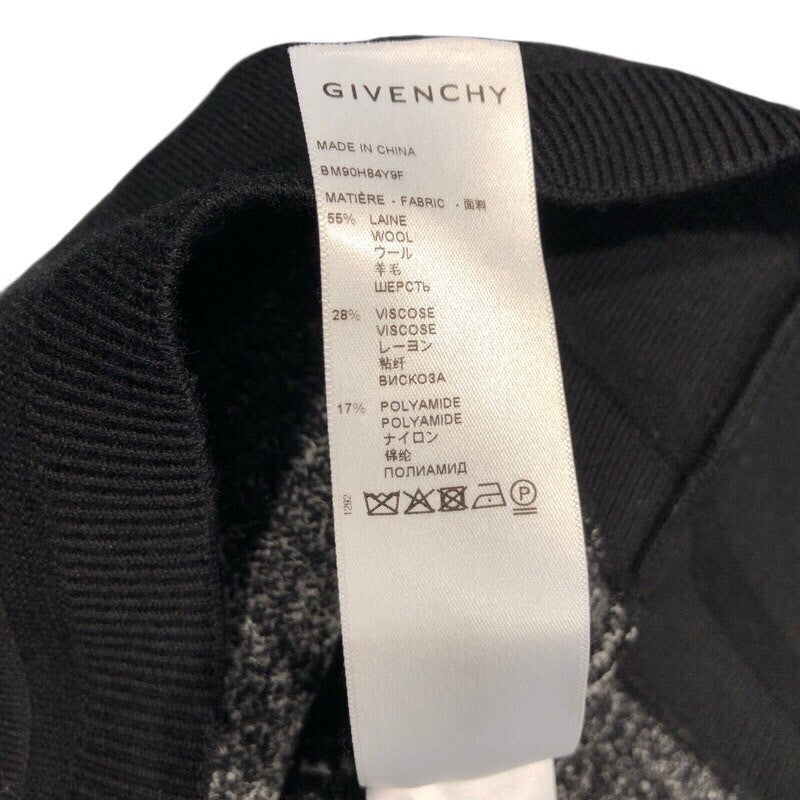 GIVENCHY
MADE IN CHINA
BM90H84Y9F
MATIÈRE - FABRIC - 面料
55% LAINE
WOOL
ウール
羊毛
ШЕРСТЬ
28% VISCOSE
VISCOSE
レーヨン
粘纤
ВИСКОЗА
17% POLYAMIDE
POLYAMIDE
ナイロン
锦纶
ПОЛИАМИД
1292
P